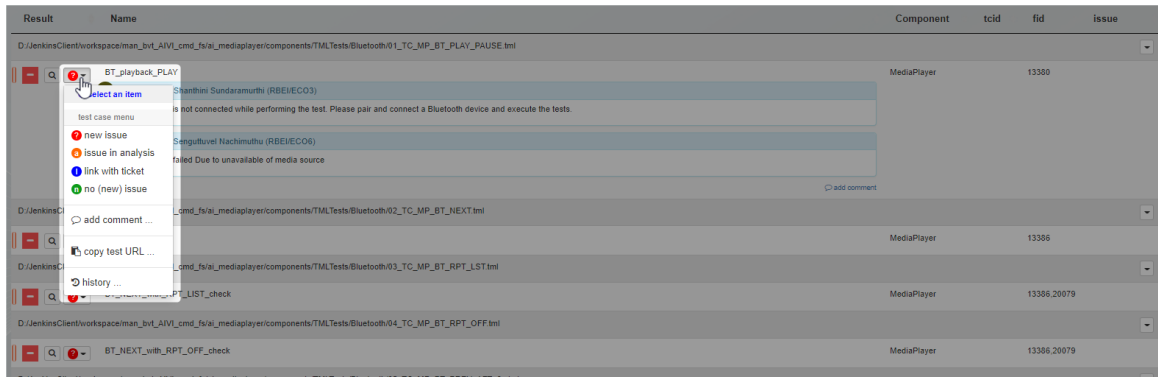 Result Name Component tcid fid issue
D:/JenkinsClient/workspace/man_bvt_AIVI_cmd_fs/ai_mediaplayer/components/TMLTests/Bluetooth/01_TC_MP_BT_PLAY_PAUSE.tml
? BT_playback_PLAY MediaPlayer 13380
Shanthini Sundaramurthi (RBEI/ECO3)
elect an item
is not connected while performing the test. Please pair and connect a Bluetooth device and execute the tests.
test case menu
? new issue
Senguttuvel Nachimuthu (RBEI/ECO6)
a issue in analysis
failed Due to unavailable of media source
l link with ticket
n no (new) issue
add comment
D:/JenkinsCl
_cmd_fs/ai_mediaplayer/components/TMLTests/Bluetooth/02_TC_MP_BT_NEXT.tml
add comment ...
MediaPlayer 13386
copy test URL ...
D:/JenkinsCl
_cmd_fs/ai_mediaplayer/components/TMLTests/Bluetooth/03_TC_MP_BT_RPT_LST.tml
history ...
BT_NEXT_with_RPT_LIST_check MediaPlayer 13386,20079
D:/JenkinsClient/workspace/man_bvt_AIVI_cmd_fs/ai_mediaplayer/components/TMLTests/Bluetooth/04_TC_MP_BT_RPT_OFF.tml
? BT_NEXT_with_RPT_OFF_check MediaPlayer 13386,20079